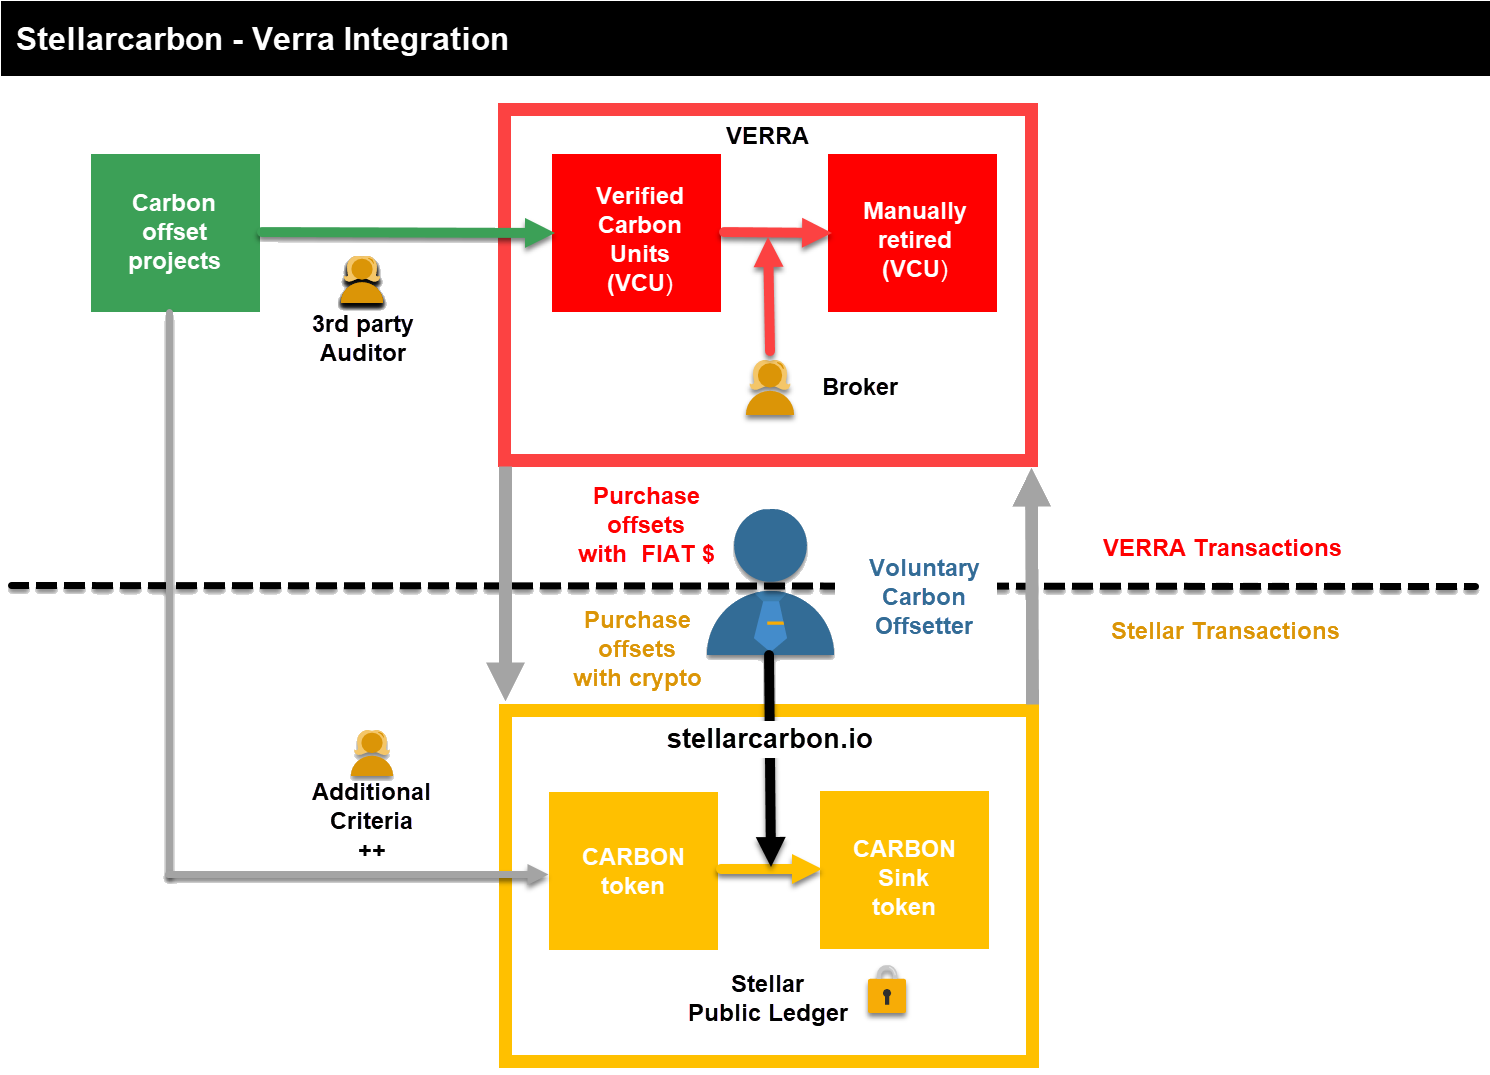 Stellarcarbon - Verra Integration
VERRA
Carbon
offset
projects
Verified
Carbon
Units
(VCU)
Manually
retired
(VCU)
3rd party
Auditor
Broker
Purchase
offsets
with FIAT $
VERRA Transactions
Voluntary
Carbon
Offsetter
Purchase
offsets
with crypto
Stellar Transactions
stellarcarbon.io
Additional
Criteria
++
CARBON
token
CARBON
Sink
token
Stellar
Public Ledger